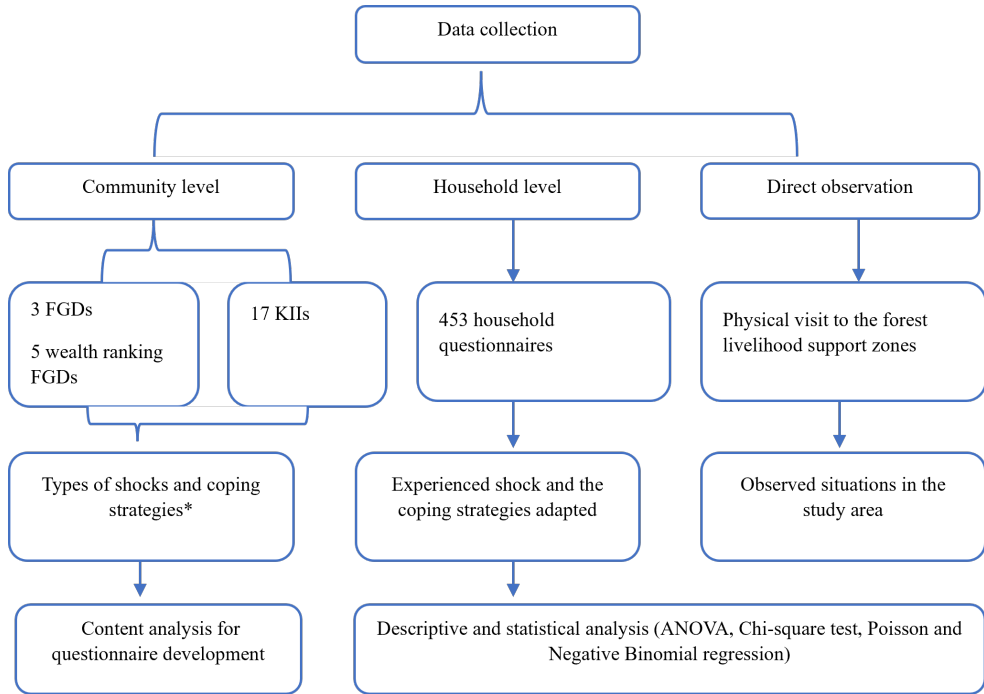 Data collection
Community level
Household level
Direct observation
3 FGDs
5 wealth ranking
FGDs
17 KIIs
453 household
questionnaires
Physical visit to the forest
livelihood support zones
Types of shocks and coping
strategies*
Experienced shock and the
coping strategies adapted
Observed situations in the
study area
Content analysis for
questionnaire development
Descriptive and statistical analysis (ANOVA, Chi-square test, Poisson and
Negative Binomial regression)